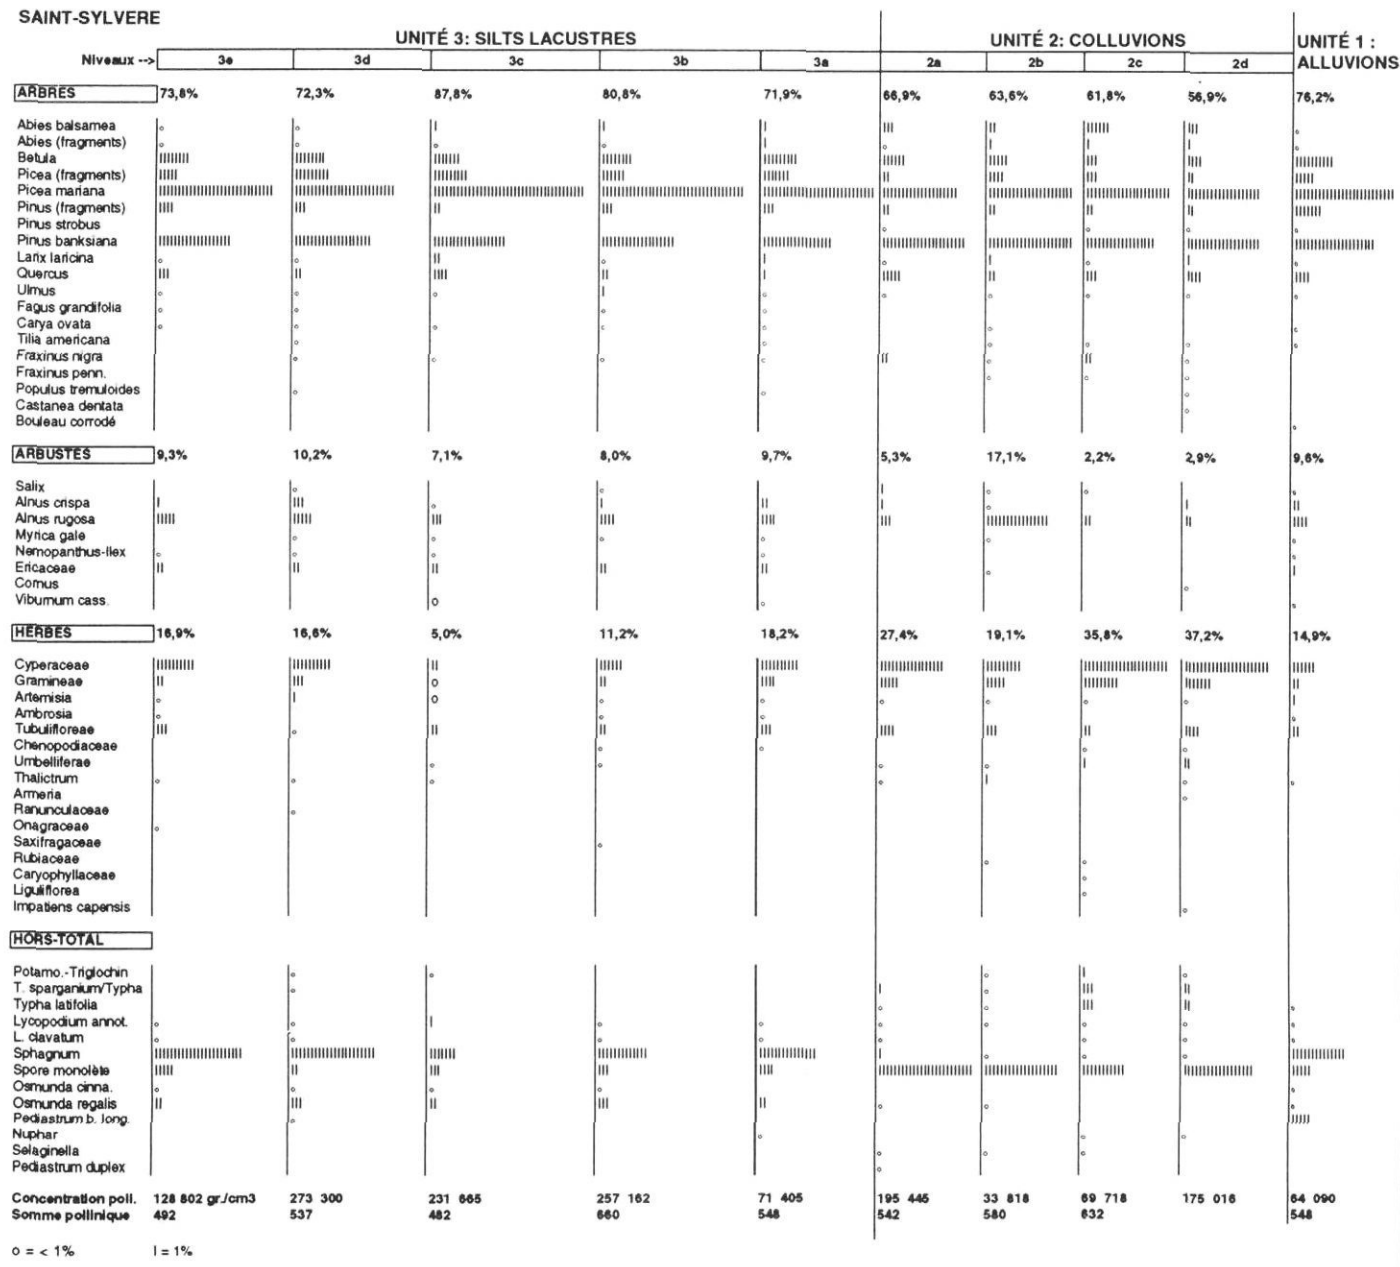 SAINT-SYLVERE
UNITÉ 3: SILTS LACUSTRES
UNITÉ 2: COLLUVIONS
UNITÉ 1 :
ALLUVIONS
Niveaux --> 3e 3d 3c 3b 3a 2a 2b 2c 2d
ARBRES 73,8% 72,3% 87,8% 80,8% 71,9% 66,9% 63,6% 61,8% 56,9% 76,2%
Abies balsamea
Abies (fragments)
Betula
Picea (fragments)
Picea mariana
Pinus (fragments)
Pinus strobus
Pinus banksiana
Larix laricina
Quercus
Ulmus
Fagus grandifolia
Carya ovata
Tilia americana
Fraxinus nigra
Fraxinus penn.
Populus tremuloides
Castanea dentata
Bouleau corrodé
ARBUSTES 9,3% 10,2% 7,1% 8,0% 9,7% 5,3% 17,1% 2,2% 2,9% 9,6%
Salix
Alnus crispa
Alnus rugosa
Myrica gale
Nemopanthus-Ilex
Ericaceae
Cornus
Viburnum cass.
HERBES 16,9% 16,6% 5,0% 11,2% 18,2% 27,4% 19,1% 35,8% 37,2% 14,9%
Cyperaceae
Gramineae
Artemisia
Ambrosia
Tubulifloreae
Chenopodiaceae
Umbelliferae
Thalictrum
Armeria
Ranunculaceae
Onagraceae
Saxifragaceae
Rubiaceae
Caryophyllaceae
Liguliflorea
Impatiens capensis
HORS-TOTAL
Potamo.-Triglochin
T. sparganium/Typha
Typha latifolia
Lycopodium annot.
L. clavatum
Sphagnum
Spore monolète
Osmunda cinna.
Osmunda regalis
Pediastrum b. long.
Nuphar
Selaginella
Pediastrum duplex
Concentration poll. 128 802 gr./cm3 273 300 231 665 257 162 71 405 195 445 33 818 69 718 175 016 64 090
Somme pollinique 492 537 482 660 548 542 580 632 548
o = < 1% I = 1%